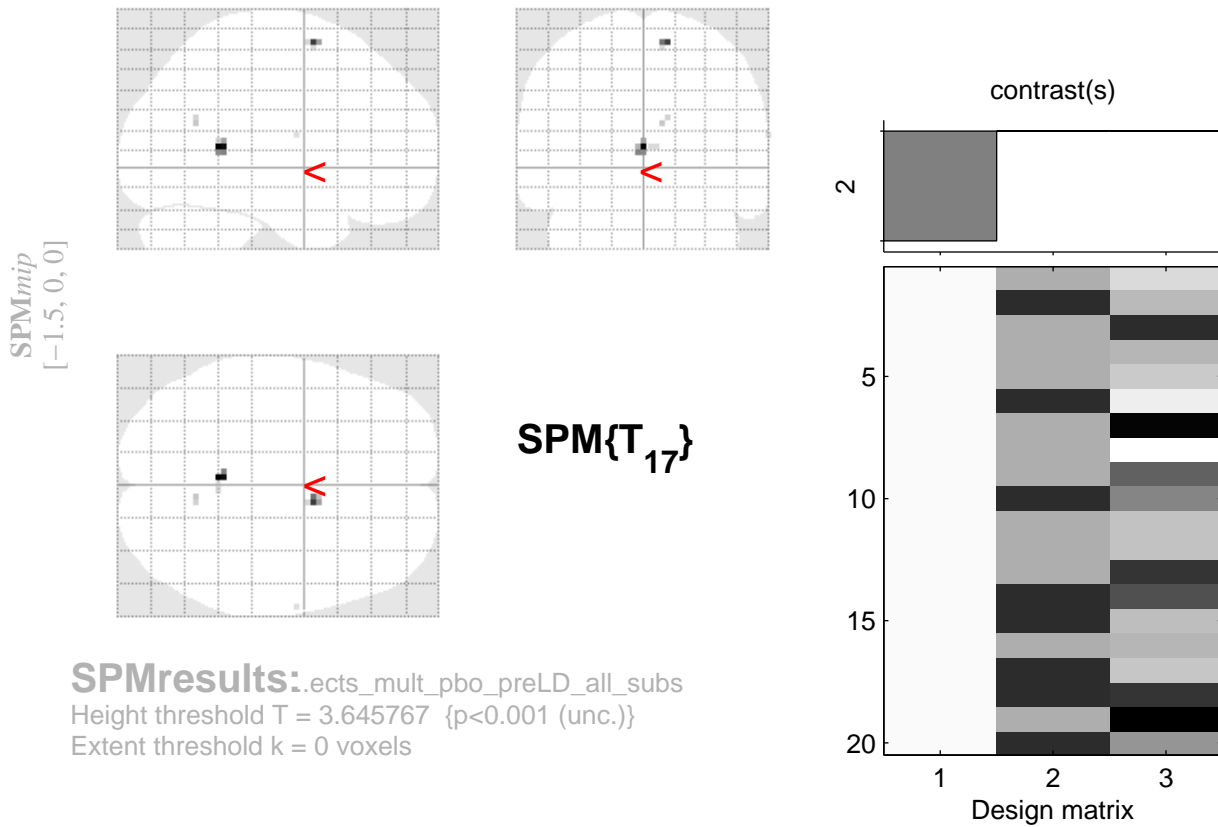 contrast(s)
2
SPMmip
[−1.5, 0, 0]
<
<
<
SPM{T17}
5
10
15
20
1 2 3
Design matrix
SPMresults:..ects_mult_pbo_preLD_all_subs
Height threshold T = 3.645767 {p<0.001 (unc.)}
Extent threshold k = 0 voxels